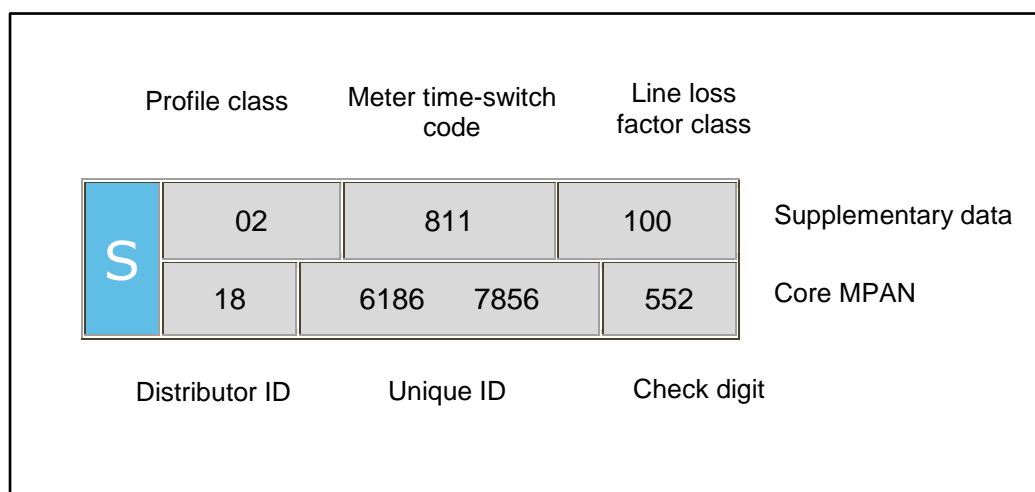 Profile class
Meter time-switch
code
Line loss
factor class
S
02
811
100
Supplementary data
18
6186 7856
552
Core MPAN
Distributor ID
Unique ID
Check digit